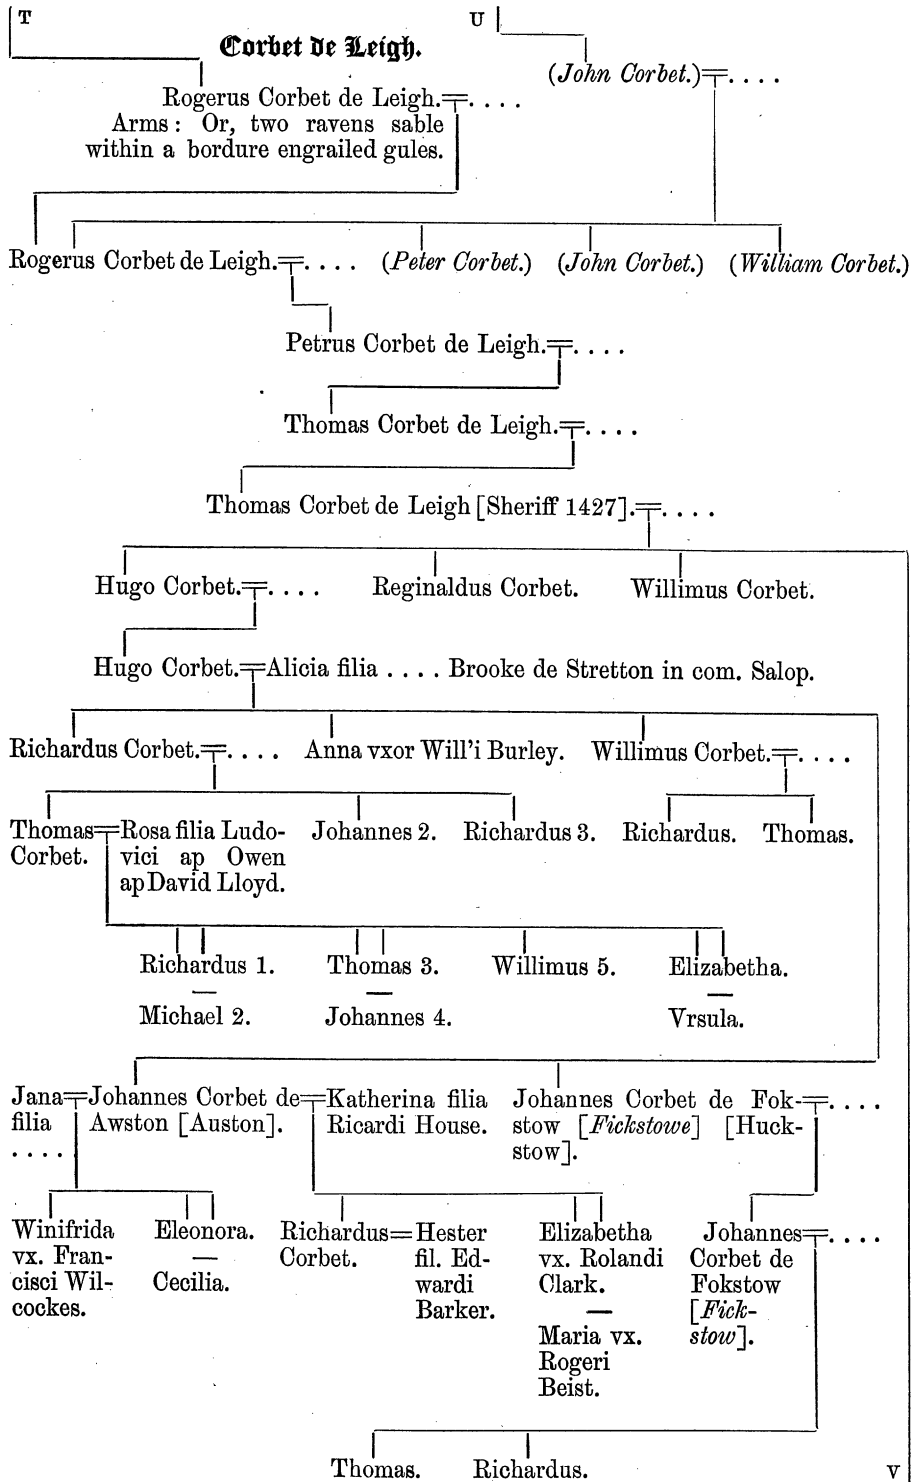 T
U
Corbet de Leigh.
(John Corbet.)=. . . .
Rogerus Corbet de Leigh.=. . . .
Arms: Or, two ravens sable
within a bordure engrailed gules.
Rogerus Corbet de Leigh.=. . . . (Peter Corbet.) (John Corbet.) (William Corbet.)
Petrus Corbet de Leigh.=. . . .
Thomas Corbet de Leigh.=. . . .
Thomas Corbet de Leigh [Sheriff 1427].=. . . .
Hugo Corbet.=. . . . Reginaldus Corbet. Willimus Corbet.
Hugo Corbet.=Alicia filia . . . . Brooke de Stretton in com. Salop.
Richardus Corbet.=. . . . Anna vxor Will'i Burley. Willimus Corbet.=. . . .
Thomas=Rosa filia Ludo-
Corbet. vici ap Owen
ap David Lloyd.
Johannes 2. Richardus 3. Richardus. Thomas.
Richardus 1. Thomas 3. Willimus 5. Elizabetha.
—
Michael 2. Johannes 4. Vrsula.
Jana=Johannes Corbet de=Katherina filia
filia Awston [Auston]. Ricardi House.
. . . .
Johannes Corbet de Fok-=. . . .
stow [Fickstowe] [Huck-
stow].
Winifrida
vx. Fran-
cisci Wil-
cockes.
Eleonora.
—
Cecilia.
Richardus=Hester
Corbet. fil. Ed-
wardi
Barker.
Elizabetha
vx. Rolandi
Clark.
—
Maria vx.
Rogeri
Beist.
Johannes=. . . .
Corbet de
Fokstow
[Fick-
stow].
Thomas. Richardus.
V